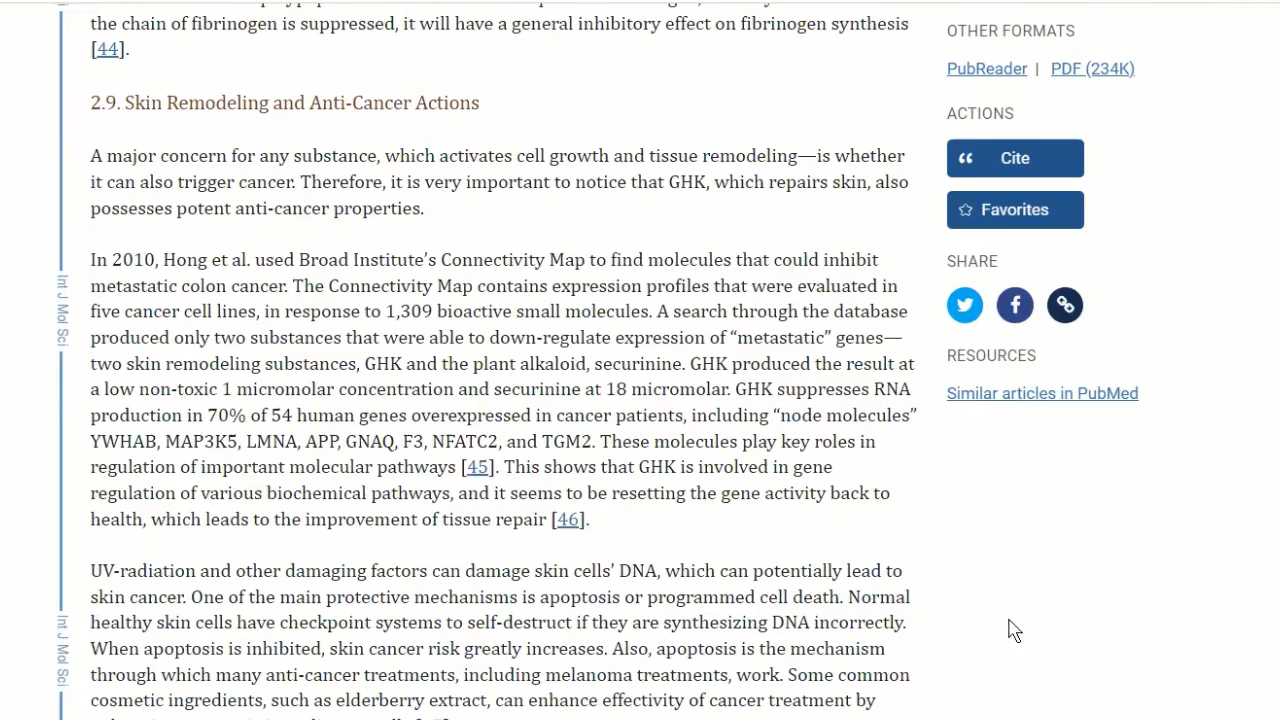 the chain of fibrinogen is suppressed, it will have a general inhibitory effect on fibrinogen synthesis
[44].
2.9. Skin Remodeling and Anti-Cancer Actions
A major concern for any substance, which activates cell growth and tissue remodeling—is whether
it can also trigger cancer. Therefore, it is very important to notice that GHK, which repairs skin, also
possesses potent anti-cancer properties.
In 2010, Hong et al. used Broad Institute's Connectivity Map to find molecules that could inhibit
metastatic colon cancer. The Connectivity Map contains expression profiles that were evaluated in
five cancer cell lines, in response to 1,309 bioactive small molecules. A search through the database
produced only two substances that were able to down-regulate expression of “metastatic” genes—
two skin remodeling substances, GHK and the plant alkaloid, securinine. GHK produced the result at
a low non-toxic 1 micromolar concentration and securinine at 18 micromolar. GHK suppresses RNA
production in 70% of 54 human genes overexpressed in cancer patients, including “node molecules”
YWHAB, MAP3K5, LMNA, APP, GNAQ, F3, NFATC2, and TGM2. These molecules play key roles in
regulation of important molecular pathways [45]. This shows that GHK is involved in gene
regulation of various biochemical pathways, and it seems to be resetting the gene activity back to
health, which leads to the improvement of tissue repair [46].
UV-radiation and other damaging factors can damage skin cells’ DNA, which can potentially lead to
skin cancer. One of the main protective mechanisms is apoptosis or programmed cell death. Normal
healthy skin cells have checkpoint systems to self-destruct if they are synthesizing DNA incorrectly.
When apoptosis is inhibited, skin cancer risk greatly increases. Also, apoptosis is the mechanism
through which many anti-cancer treatments, including melanoma treatments, work. Some common
cosmetic ingredients, such as elderberry extract, can enhance effectivity of cancer treatment by
Int J Mol Sci
Int J Mol Sci
OTHER FORMATS
PubReader | PDF (234K)
ACTIONS
Cite
Favorites
SHARE
RESOURCES
Similar articles in PubMed